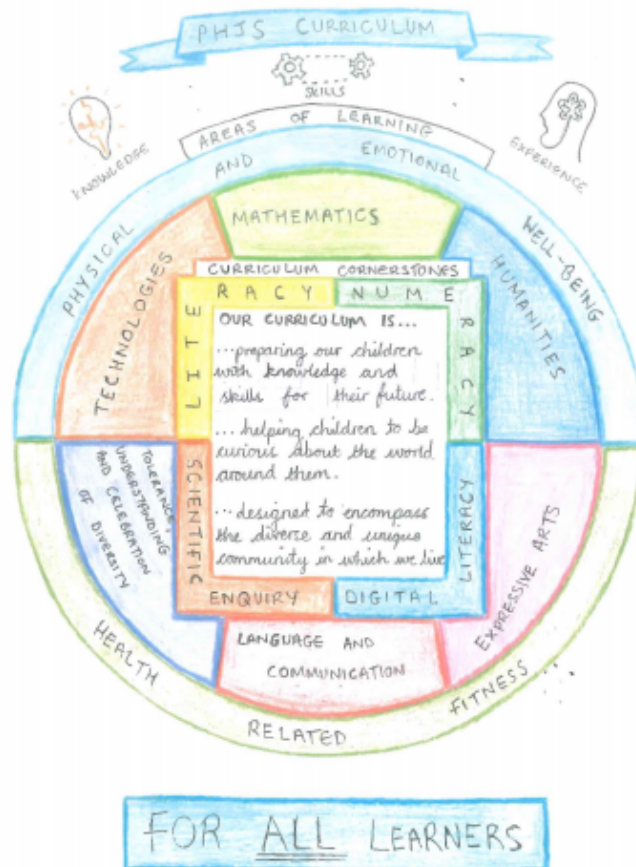 PHJS CURRICULUM
SKILLS
KNOWLEDGE
EXPERIENCE
AREAS OF LEARNING
PHYSICAL AND EMOTIONAL WELL-BEING
MATHEMATICS
TECHNOLOGIES
HUMANITIES
CURRICULUM CORNERSTONES
LITERACY
NUMERACY
OUR CURRICULUM IS...
...preparing our children
with knowledge and
skills for their future.
...helping children to be
curious about the world
around them.
...designed to encompass
the diverse and unique
community in which we live
SCIENTIFIC ENQUIRY
DIGITAL LITERACY
TOLERANCE,
UNDERSTANDING
AND CELEBRATION
OF DIVERSITY
EXPRESSIVE ARTS
LANGUAGE AND
COMMUNICATION
HEALTH RELATED FITNESS
FOR ALL LEARNERS